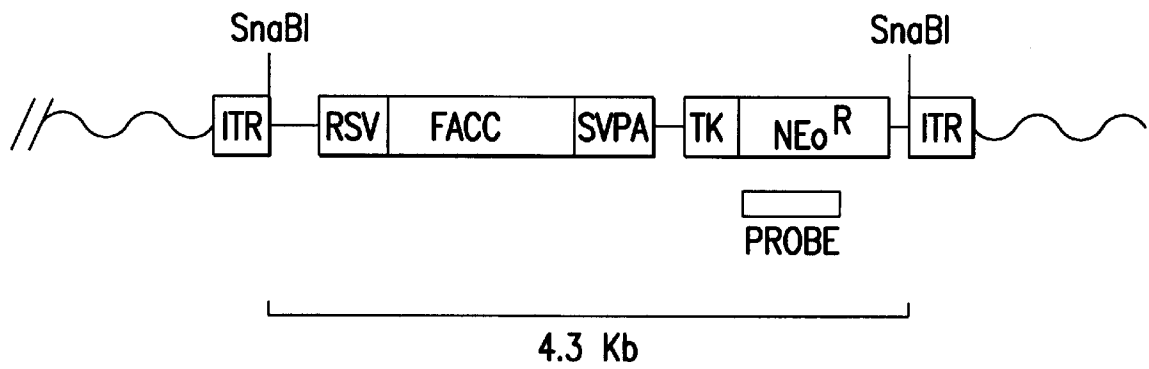 SnaBI SnaBI
ITR RSV FACC SVPA TK NEo R ITR
PROBE
4.3 Kb